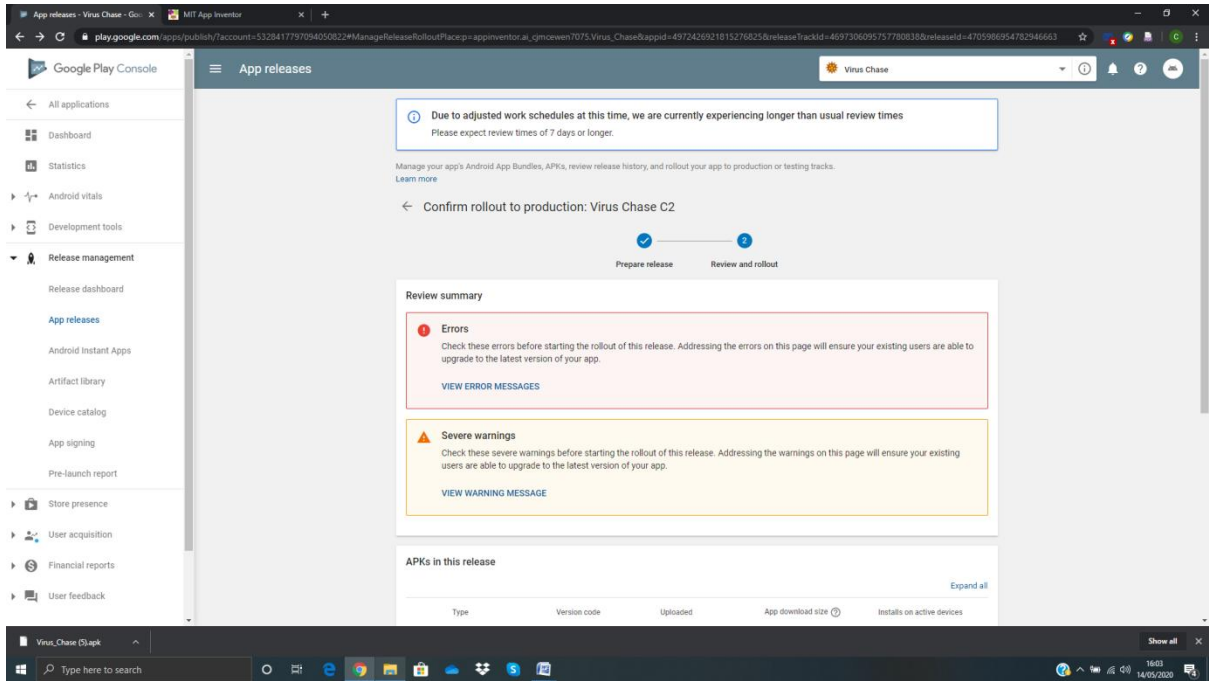 App releases - Virus Chase - Goo
MIT App Inventor
play.google.com/apps/publish/?account=5328417797094050822#ManageReleaseRolloutPlace:p=appinventor.ai_cjmcewen7075.Virus_Chase&appid=4972426921815276825&releaseTrackId=4697306095757780838&releaseId=4705986954782946663
Google Play Console
App releases
Virus Chase
All applications
Dashboard
Statistics
Android vitals
Development tools
Release management
Release dashboard
App releases
Android Instant Apps
Artifact library
Device catalog
App signing
Pre-launch report
Store presence
User acquisition
Financial reports
User feedback
Due to adjusted work schedules at this time, we are currently experiencing longer than usual review times
Please expect review times of 7 days or longer.
Manage your app's Android App Bundles, APKs, review release history, and rollout your app to production or testing tracks.
Learn more
Confirm rollout to production: Virus Chase C2
2
Prepare release
Review and rollout
Review summary
Errors
Check these errors before starting the rollout of this release. Addressing the errors on this page will ensure your existing users are able to
upgrade to the latest version of your app.
VIEW ERROR MESSAGES
Severe warnings
Check these severe warnings before starting the rollout of this release. Addressing the warnings on this page will ensure your existing
users are able to upgrade to the latest version of your app.
VIEW WARNING MESSAGE
APKs in this release
Expand all
Type
Version code
Uploaded
App download size
Installs on active devices
Virus_Chase (5).apk
Show all
Type here to search
16:03
14/05/2020